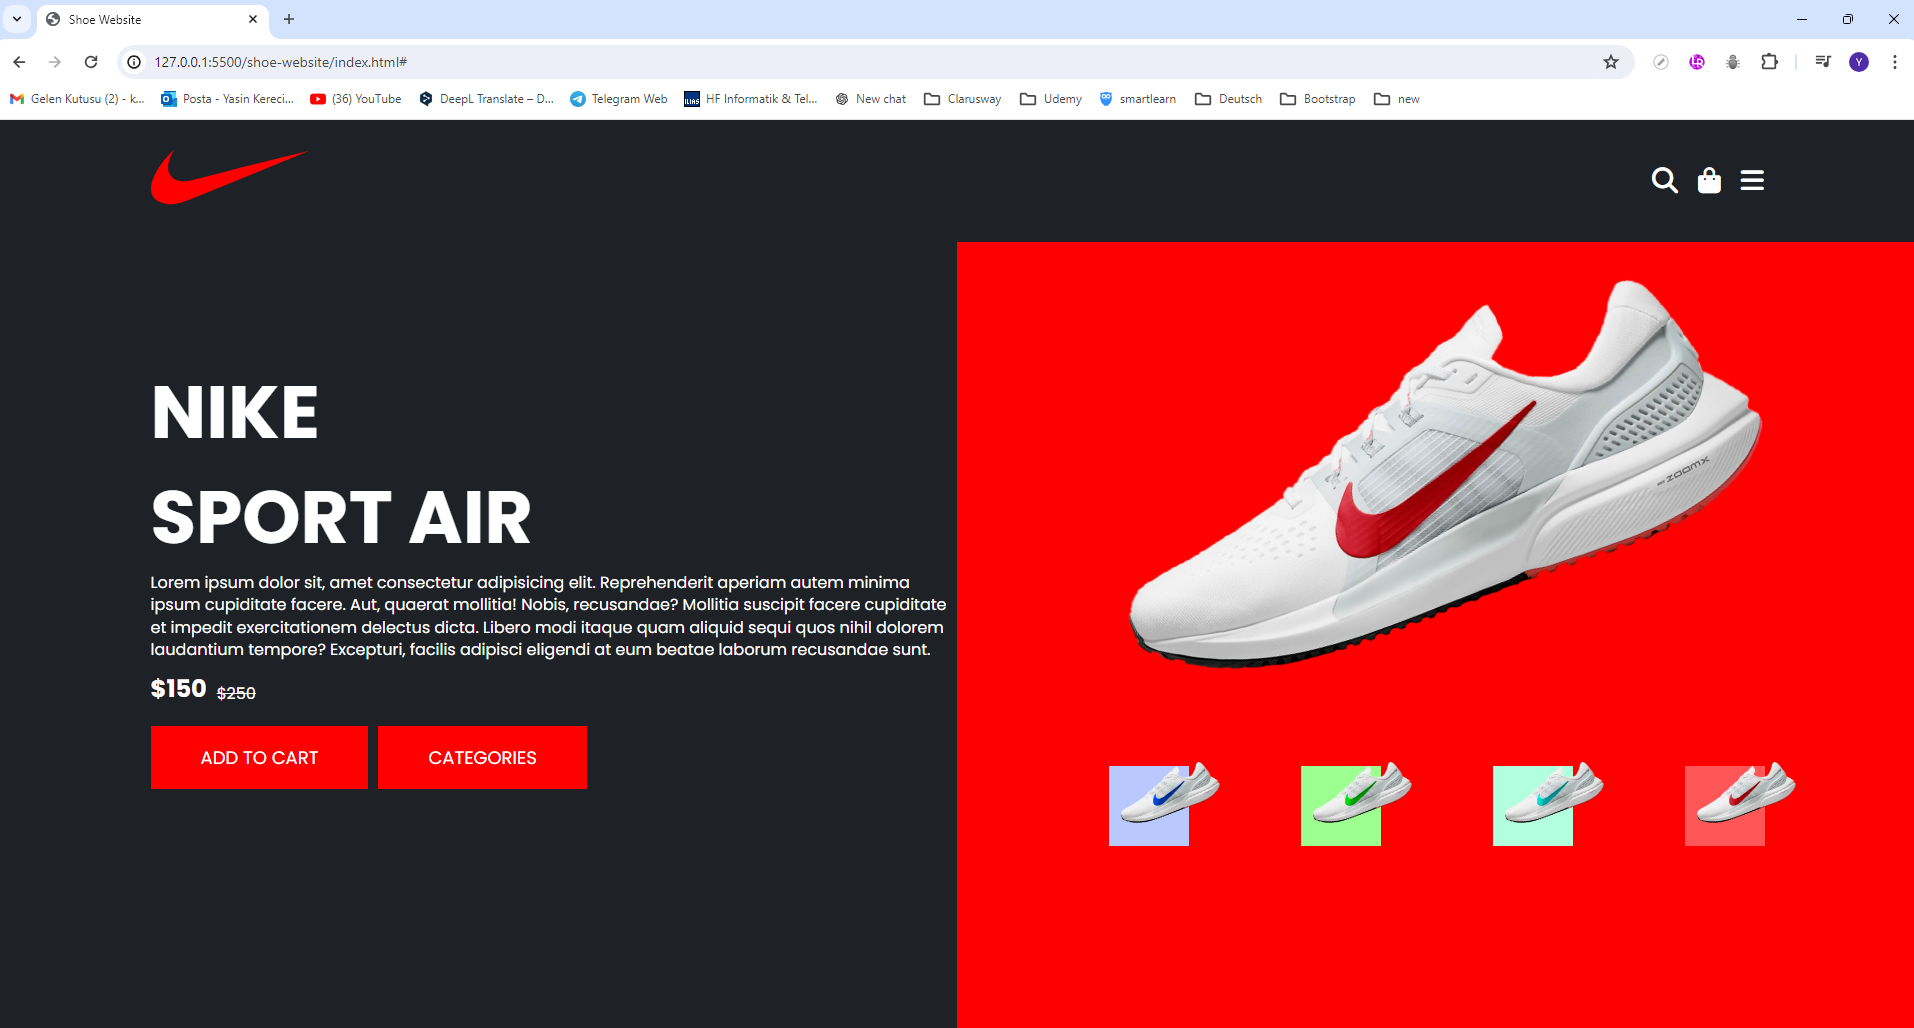 Shoe Website
127.0.0.1:5500/shoe-website/index.html#
Y
Gelen Kutusu (2) - k...
Posta - Yasin Kereci...
(36) YouTube
DeepL Translate – D...
Telegram Web
ILIAS
HF Informatik & Tel...
New chat
Clarusway
Udemy
smartlearn
Deutsch
Bootstrap
new
NIKE
SPORT AIR
Lorem ipsum dolor sit, amet consectetur adipisicing elit. Reprehenderit aperiam autem minima
ipsum cupiditate facere. Aut, quaerat mollitia! Nobis, recusandae? Mollitia suscipit facere cupiditate
et impedit exercitationem delectus dicta. Libero modi itaque quam aliquid sequi quos nihil dolorem
laudantium tempore? Excepturi, facilis adipisci eligendi at eum beatae laborum recusandae sunt.
$150 $250
ADD TO CART
CATEGORIES
ZOOMX